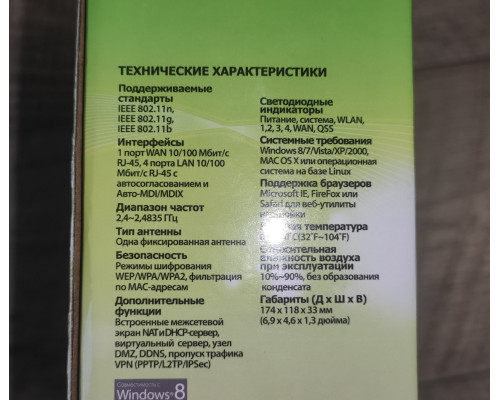 ТЕХНИЧЕСКИЕ ХАРАКТЕРИСТИКИ
Поддерживаемые
стандарты
IEEE 802.11n,
IEEE 802.11g,
IEEE 802.11b
Интерфейсы
1 порт WAN 10/100 Мбит/с
RJ-45, 4 порта LAN 10/100
Мбит/с RJ-45 с
автосогласованием и
Авто-MDI/MDIX
Диапазон частот
2,4~2,4835 ГГц
Тип антенны
Одна фиксированная антенна
Безопасность
Режимы шифрования
WEP/WPA/WPA2, фильтрация
по MAC-адресам
Дополнительные
функции
Встроенные межсетевой
экран NAT и DHCP-сервер,
виртуальный сервер, узел
DMZ, DDNS, пропуск трафика
VPN (PPTP/L2TP/IPSec)
Светодиодные
индикаторы
Питание, система, WLAN,
1,2, 3, 4, WAN, QSS
Системные требования
Windows 8/7/Vista/XP/2000,
MAC OS X или операционная
система на базе Linux
Поддержка браузеров
Microsoft IE, FireFox или
Safari для веб-утилиты
температура
(32˚F~104˚F)
влажность воздуха
при эксплуатации
10%~90%, без образования
конденсата
Габариты (Д x Ш x В)
174 x 118 x 33 мм
(6,9 x 4,6 x 1,3 дюйма)
Совместимость с
Windows 8